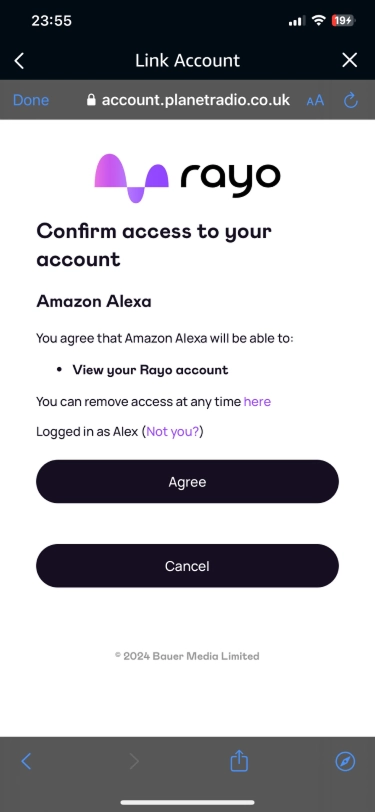 23:55
19
Link Account
Done
account.planetradio.co.uk
AA
rayo
Confirm access to your
account
Amazon Alexa
You agree that Amazon Alexa will be able to:
• View your Rayo account
You can remove access at any time here
Logged in as Alex (Not you?)
Agree
Cancel
© 2024 Bauer Media Limited